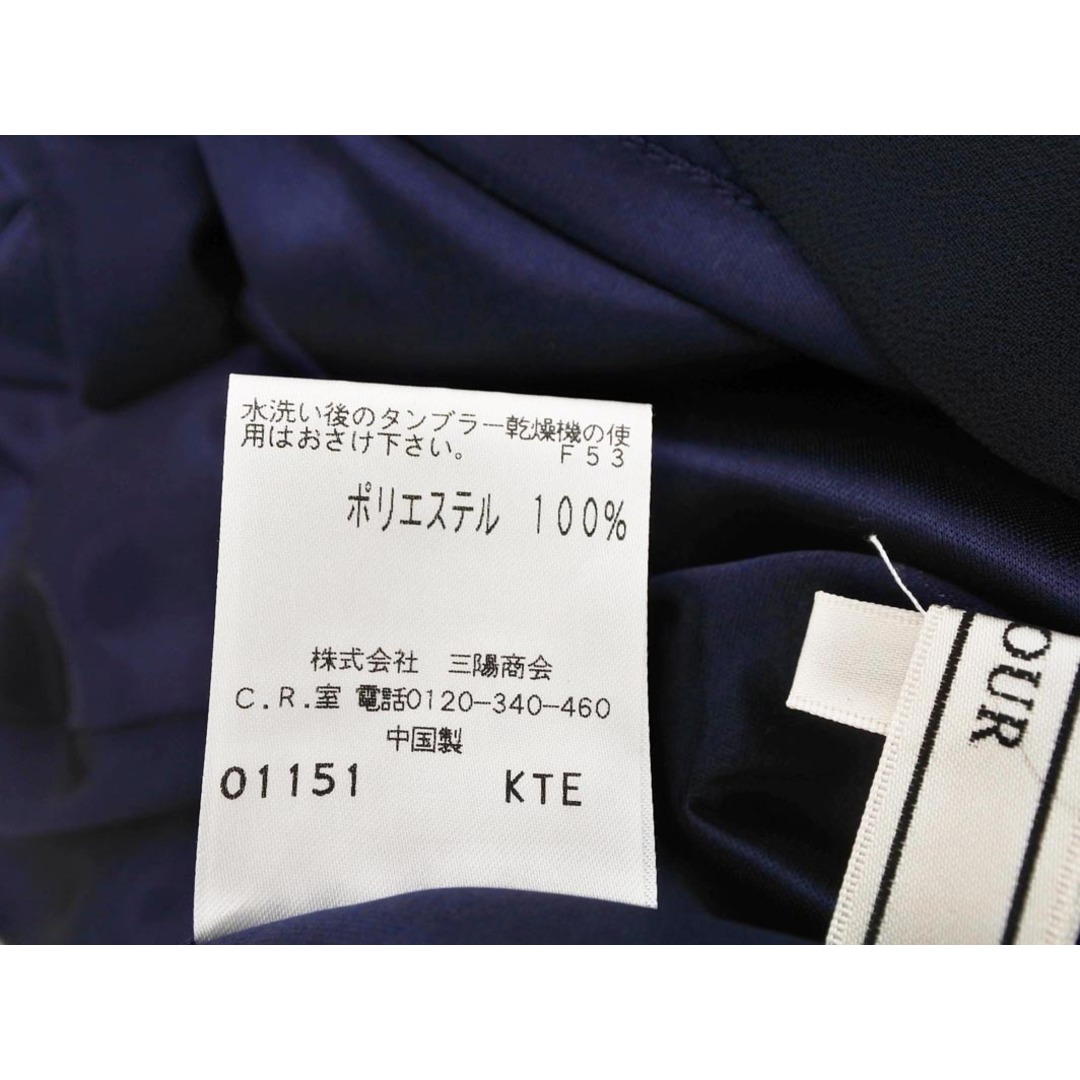 水洗い後のタンブラー乾燥機の使
用はおさけ下さい。 F53
ポリエステル 100%
株式会社 三陽商会
C.R.室 電話0120-340-460
中国製
01151 KTE
OUR